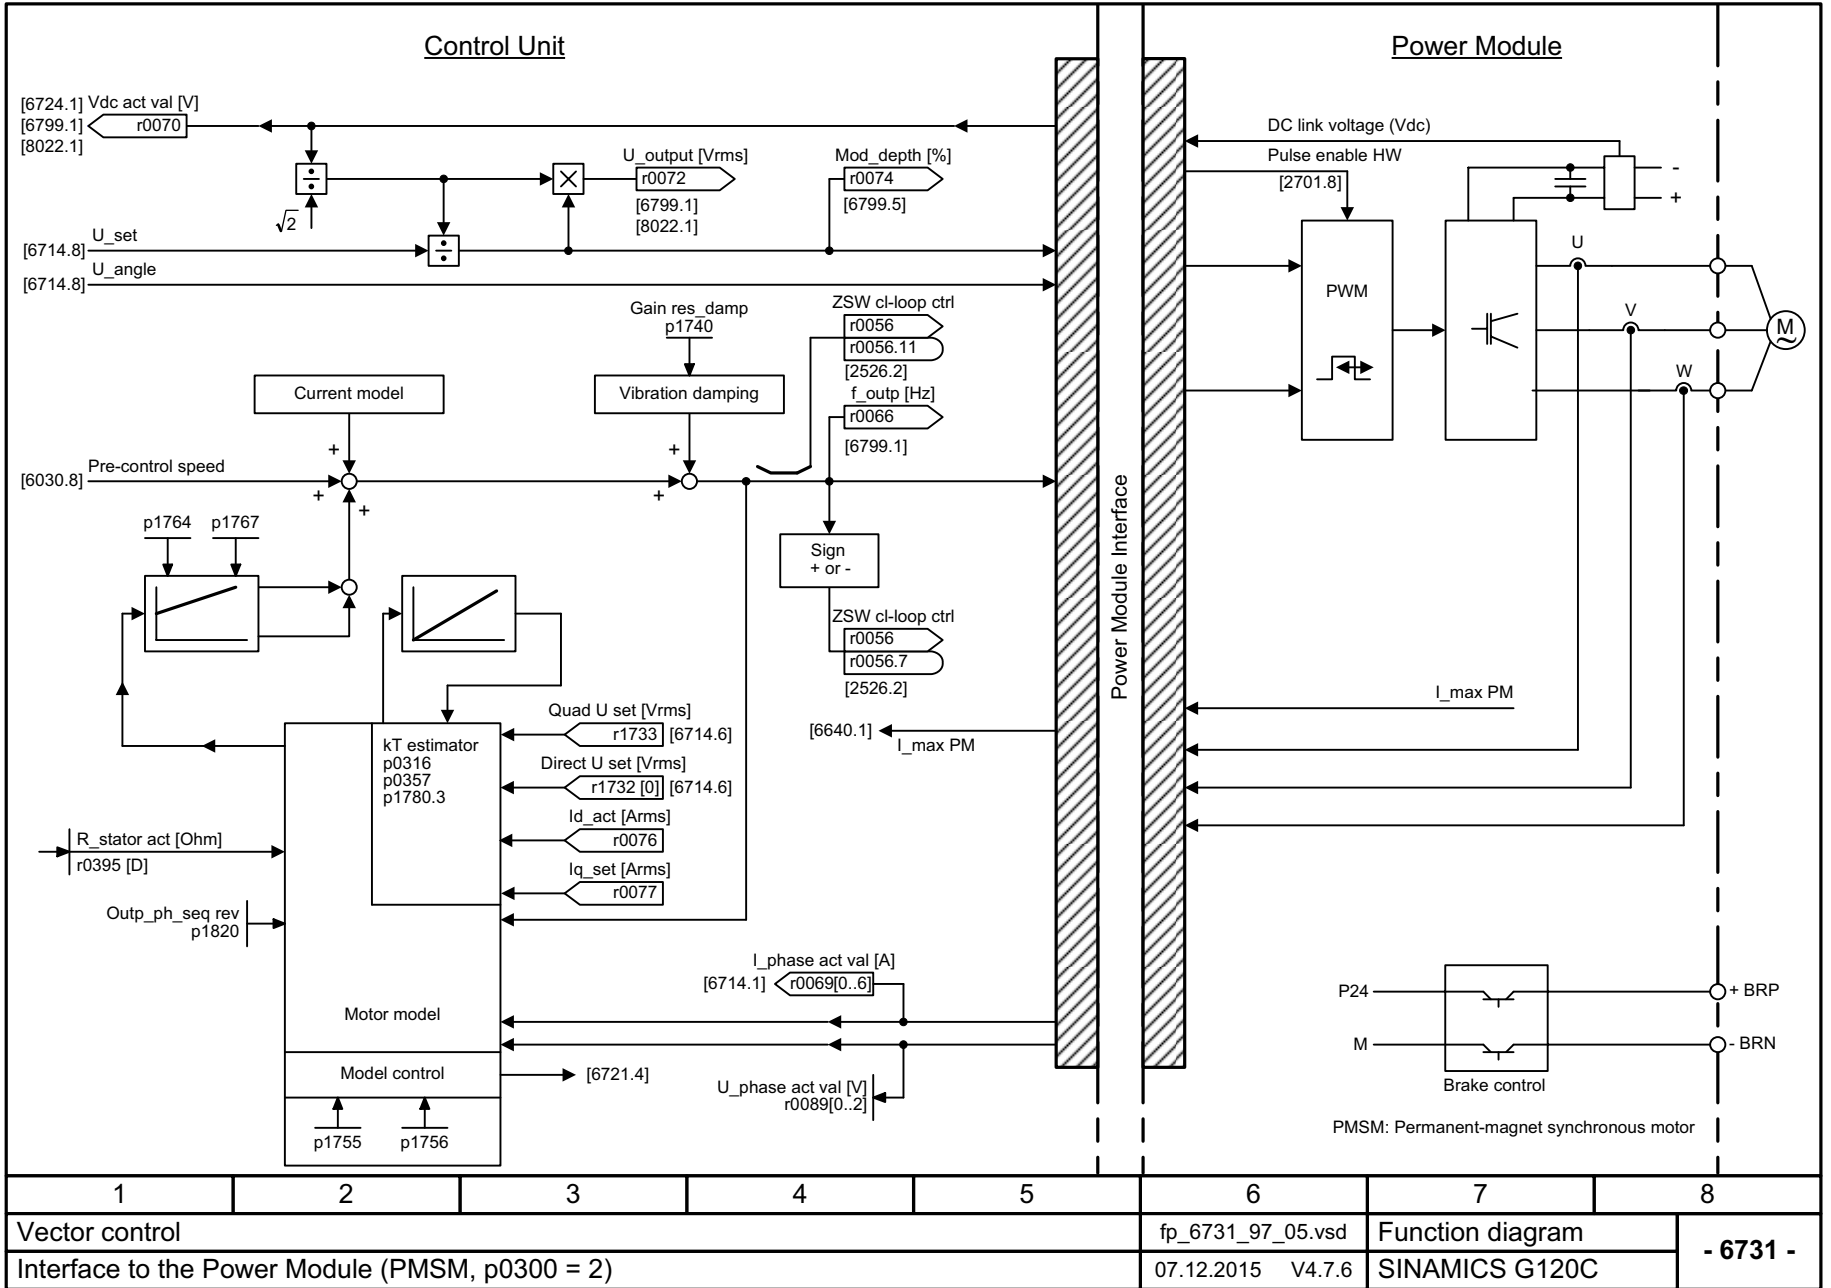 Control Unit
Power Module
[6724.1] Vdc act val [V]
[6799.1] r0070
[8022.1]
÷
√2
×
U_output [Vrms]
r0072
[6799.1]
[8022.1]
Mod_depth [%]
r0074
[6799.5]
U_set
[6714.8]
÷
U_angle
[6714.8]
Gain res_damp
p1740
ZSW cl-loop ctrl
r0056
r0056.11
[2526.2]
f_outp [Hz]
r0066
[6799.1]
Current model
Vibration damping
+
+
Pre-control speed
[6030.8]
+
+
+
p1764
p1767
Sign
+ or -
ZSW cl-loop ctrl
r0056
r0056.7
[2526.2]
[6640.1]
I_max PM
kT estimator
p0316
p0357
p1780.3
Quad U set [Vrms]
r1733 [6714.6]
Direct U set [Vrms]
r1732 [0] [6714.6]
Id_act [Arms]
r0076
Iq_set [Arms]
r0077
R_stator act [Ohm]
r0395 [D]
Outp_ph_seq rev
p1820
I_phase act val [A]
[6714.1] r0069[0..6]
Motor model
Model control
[6721.4]
U_phase act val [V]
r0089[0..2]
p1755
p1756
Power Module Interface
DC link voltage (Vdc)
Pulse enable HW
[2701.8]
-
+
PWM
U
V
W
M
~
I_max PM
P24
+ BRP
M
- BRN
Brake control
PMSM: Permanent-magnet synchronous motor
1 2 3 4 5 6 7 8
Vector control
fp_6731_97_05.vsd
Function diagram
- 6731 -
Interface to the Power Module (PMSM, p0300 = 2)
07.12.2015 V4.7.6
SINAMICS G120C